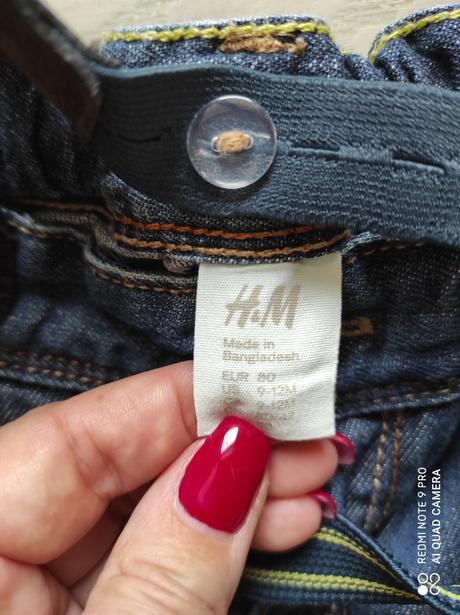 H&M
Made in
Bangladesh
EUR 80
US 9-12M
REDMI NOTE 9 PRO
AI QUAD CAMERA